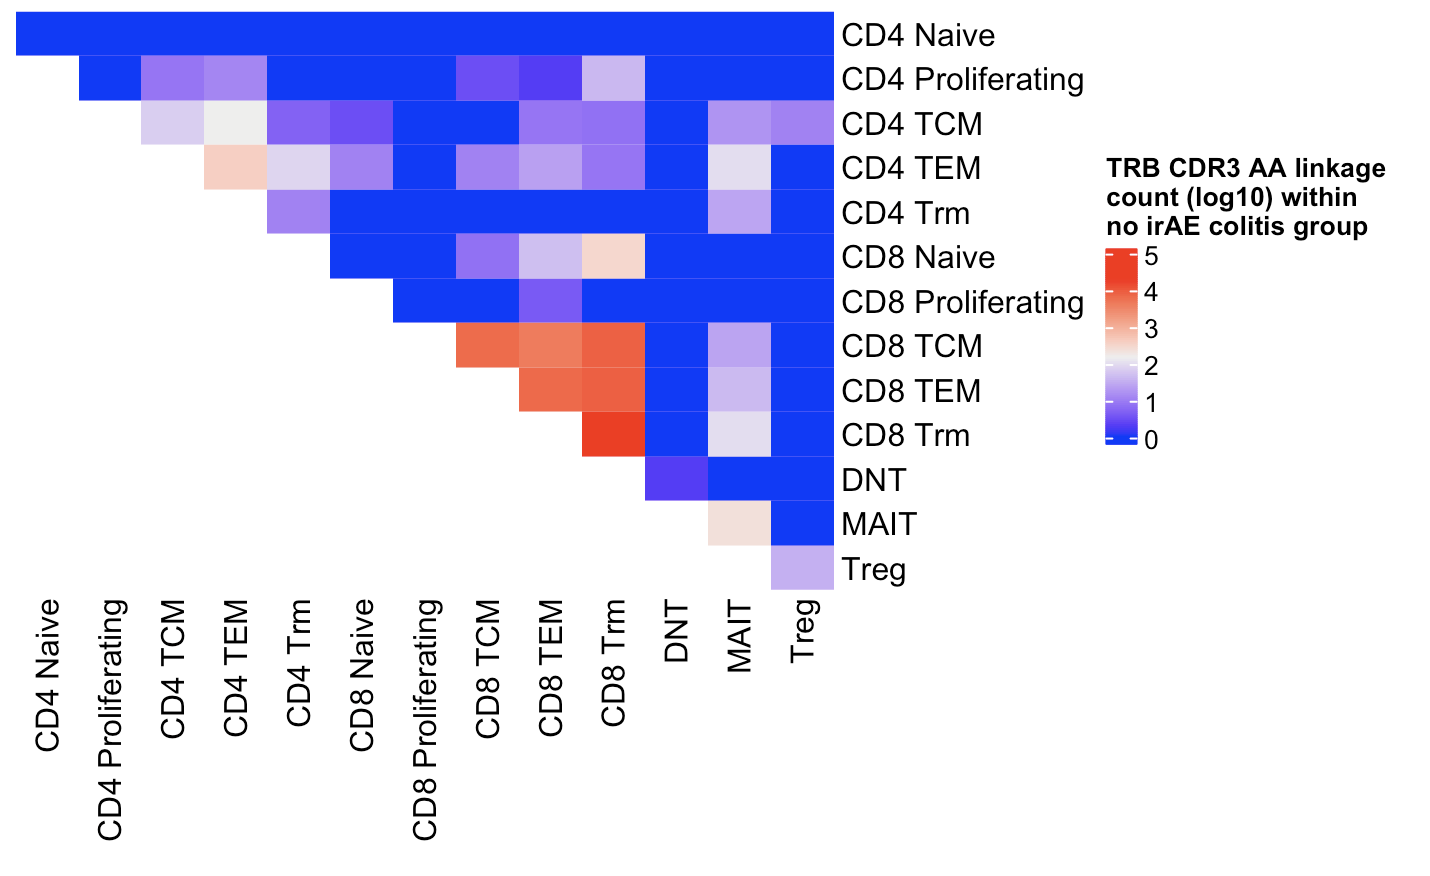 CD4 Naive
CD4 Proliferating
CD4 TCM
CD4 TEM
CD4 Trm
CD8 Naive
CD8 Proliferating
CD8 TCM
CD8 TEM
CD8 Trm
DNT
MAIT
Treg
CD4 Naive
CD4 Proliferating
CD4 TCM
CD4 TEM
CD4 Trm
CD8 Naive
CD8 Proliferating
CD8 TCM
CD8 TEM
CD8 Trm
DNT
MAIT
Treg
TRB CDR3 AA linkage
count (log10) within
no irAE colitis group
5
4
3
2
1
0